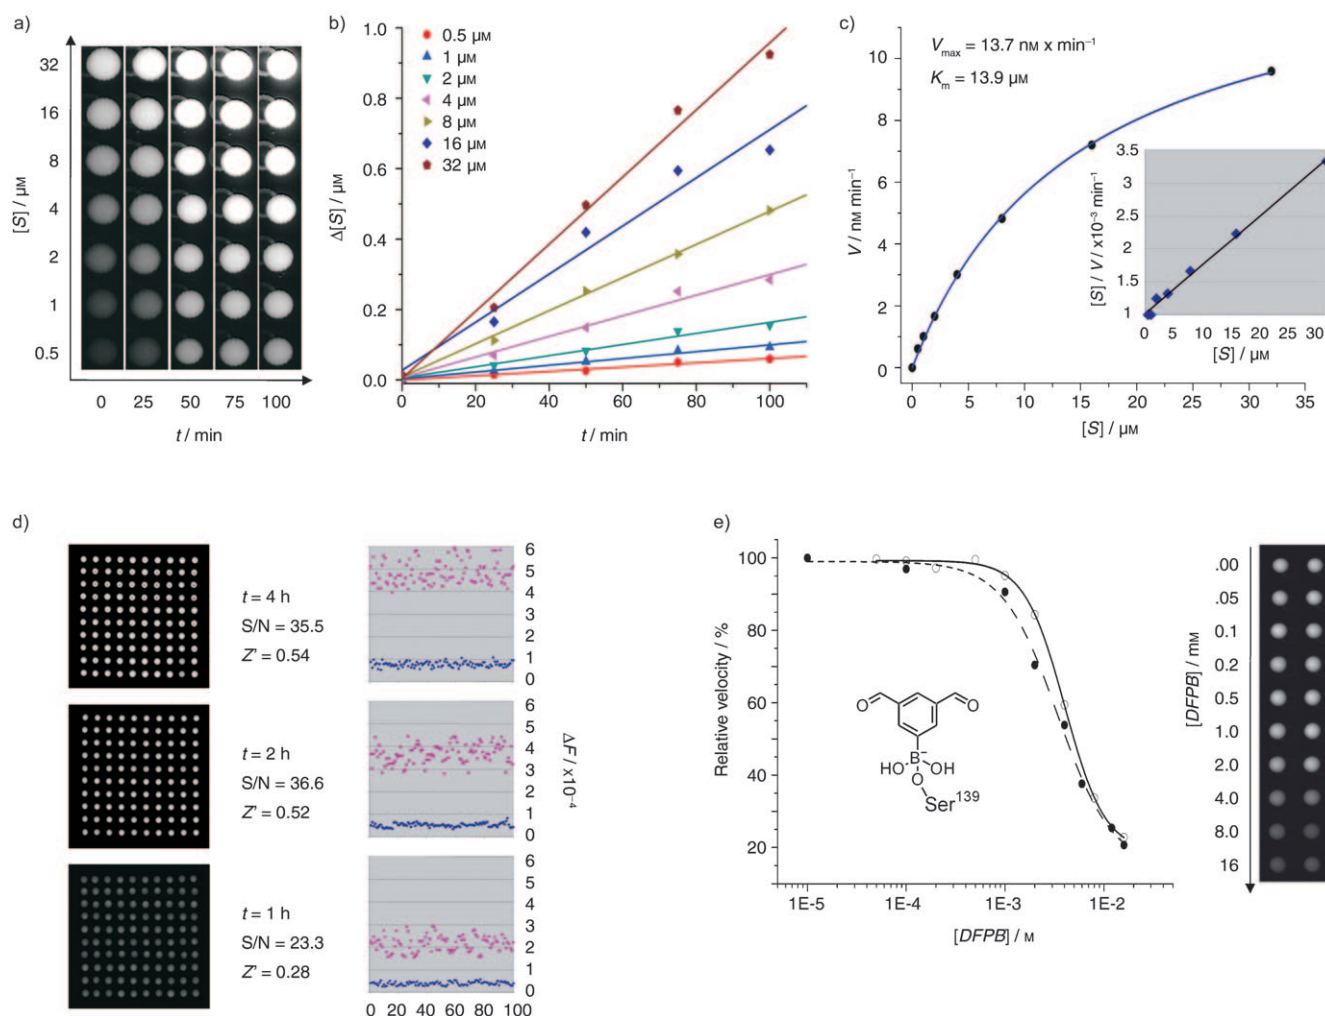 a)
[S] / µM
32
16
8
4
2
1
0.5
0 25 50 75 100
t / min
b)
Δ[S] / µM
1.0
0.8
0.6
0.4
0.2
0.0
0.5 µM
1 µM
2 µM
4 µM
8 µM
16 µM
32 µM
0 20 40 60 80 100
t / min
c)
Vmax = 13.7 nM x min⁻¹
Km = 13.9 µM
V / nM min⁻¹
10
8
6
4
2
0
0 5 10 15 20 25 30 35
[S] / µM
[S] / V / x10⁻³ min⁻¹
3.5
3
2.5
2
1.5
1
0 5 10 15 20 25 30
[S] / µM
d)
t = 4 h
S/N = 35.5
Z' = 0.54
6
5
4
3
2
1
0
t = 2 h
S/N = 36.6
Z' = 0.52
6
5
4
3
2
1
0
t = 1 h
S/N = 23.3
Z' = 0.28
6
5
4
3
2
1
0
ΔF / x10⁻⁴
0 20 40 60 80 100
e)
Relative velocity / %
100
80
60
40
20
1E-5 1E-4 1E-3 1E-2
[DFPB] / M
O
O
B⁻
HO
OH
O
Ser¹³⁹
[DFPB] / mM
.00
.05
0.1
0.2
0.5
1.0
2.0
4.0
8.0
16